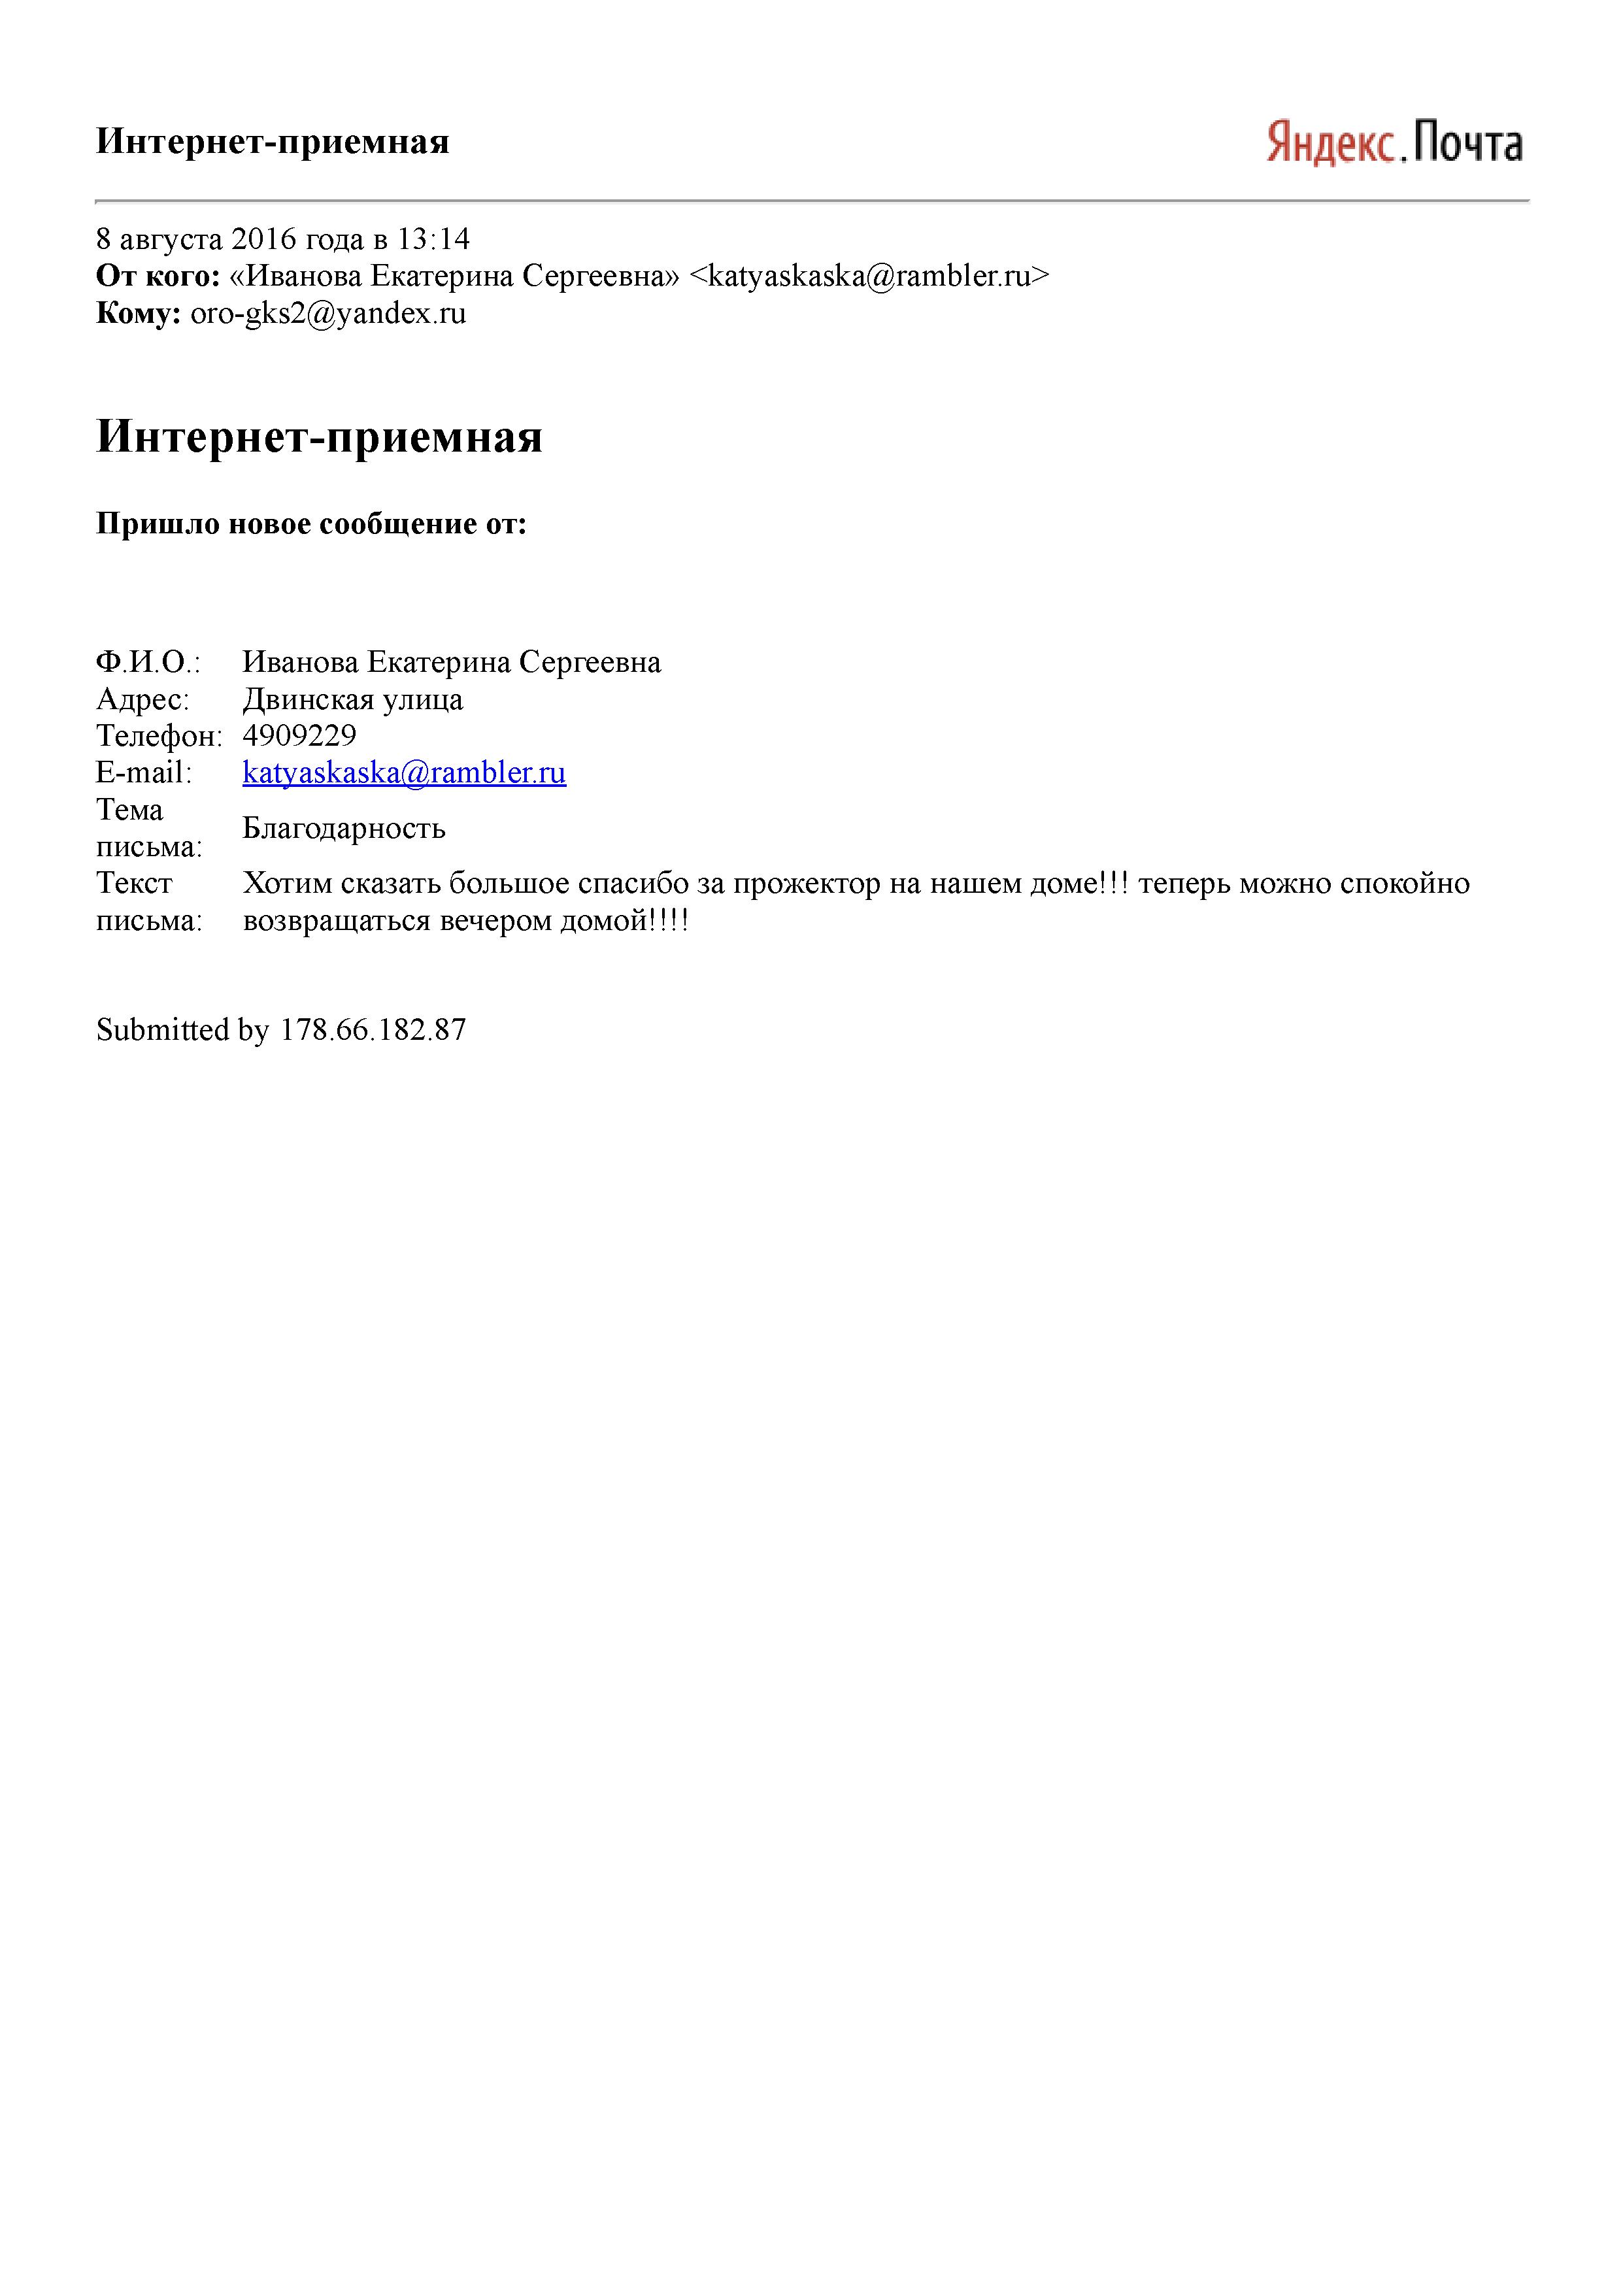 Интернет-приемная
Яндекс.Почта
8 августа 2016 года в 13:14
От кого: «Иванова Екатерина Сергеевна» <katyaskaska@rambler.ru>
Кому: oro-gks2@yandex.ru
Интернет-приемная
Пришло новое сообщение от:
Ф.И.О.: Иванова Екатерина Сергеевна
Адрес: Двинская улица
Телефон: 4909229
E-mail: katyaskaska@rambler.ru
Тема
письма: Благодарность
Текст Хотим сказать большое спасибо за прожектор на нашем доме!!! теперь можно спокойно
письма: возвращаться вечером домой!!!!
Submitted by 178.66.182.87